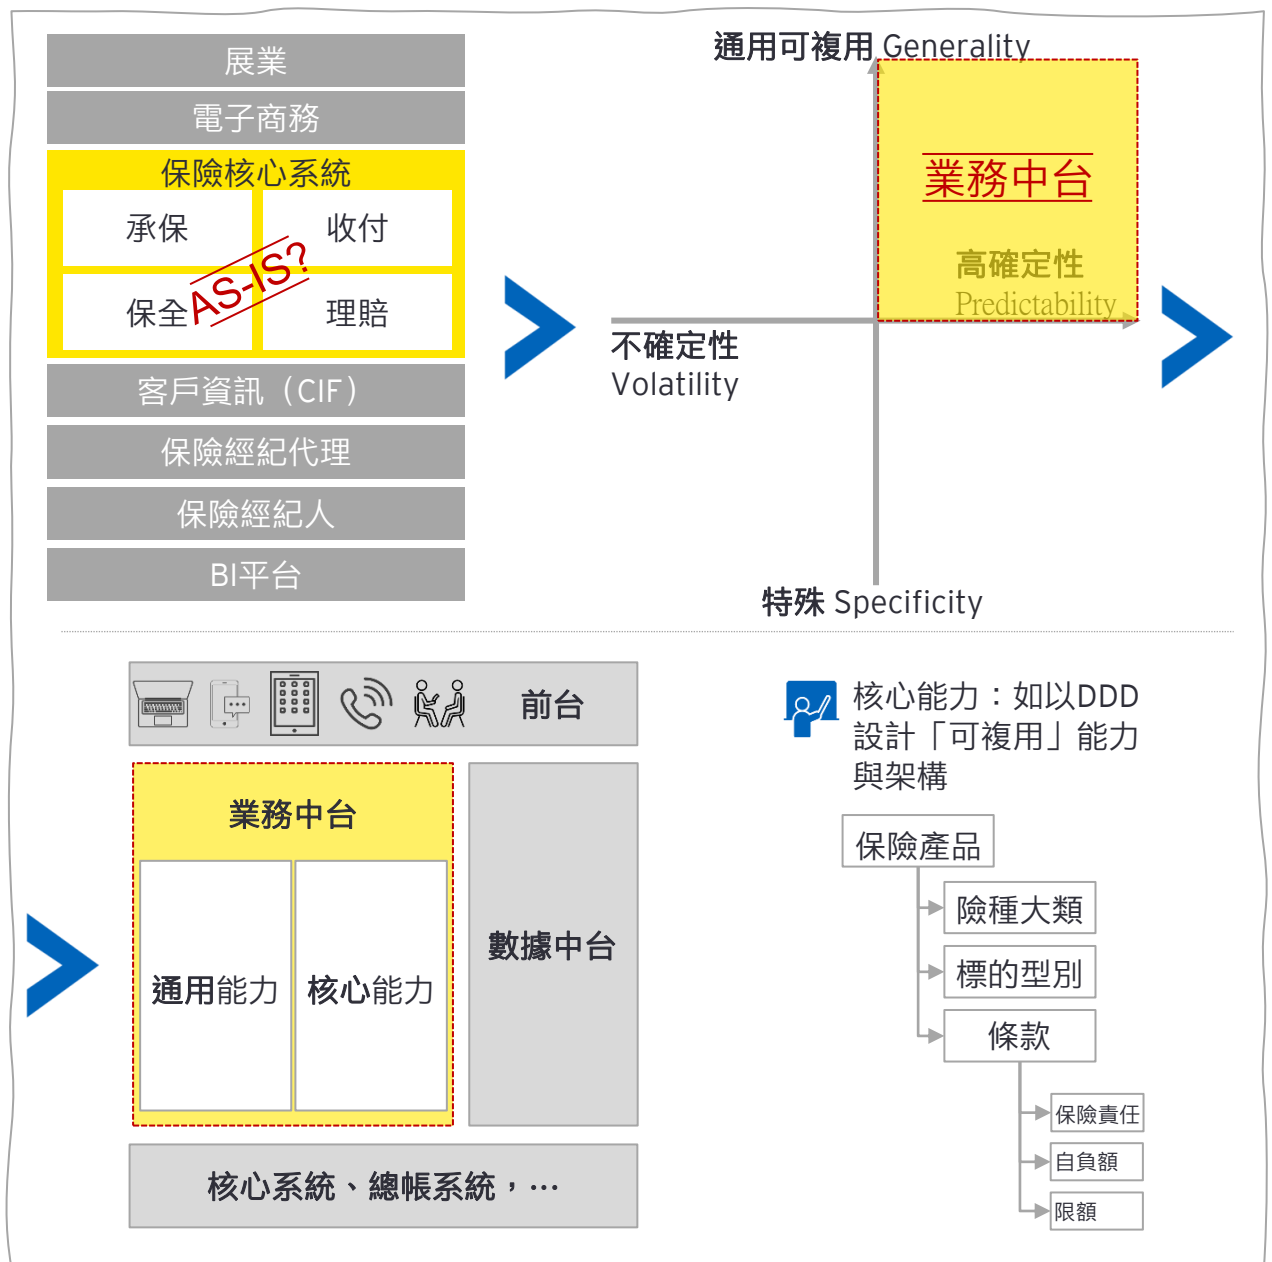 展業
電子商務
保險核心系統
承保
收付
AS-IS?
保全
理賠
客戶資訊（CIF）
保險經紀代理
保險經紀人
BI平台
通用可複用 Generality
業務中台
高確定性
Predictability
不確定性
Volatility
特殊 Specificity
前台
業務中台
通用能力
核心能力
數據中台
核心系統、總帳系統，…
核心能力：如以DDD
設計「可複用」能力
與架構
保險產品
險種大類
標的型別
條款
保險責任
自負額
限額